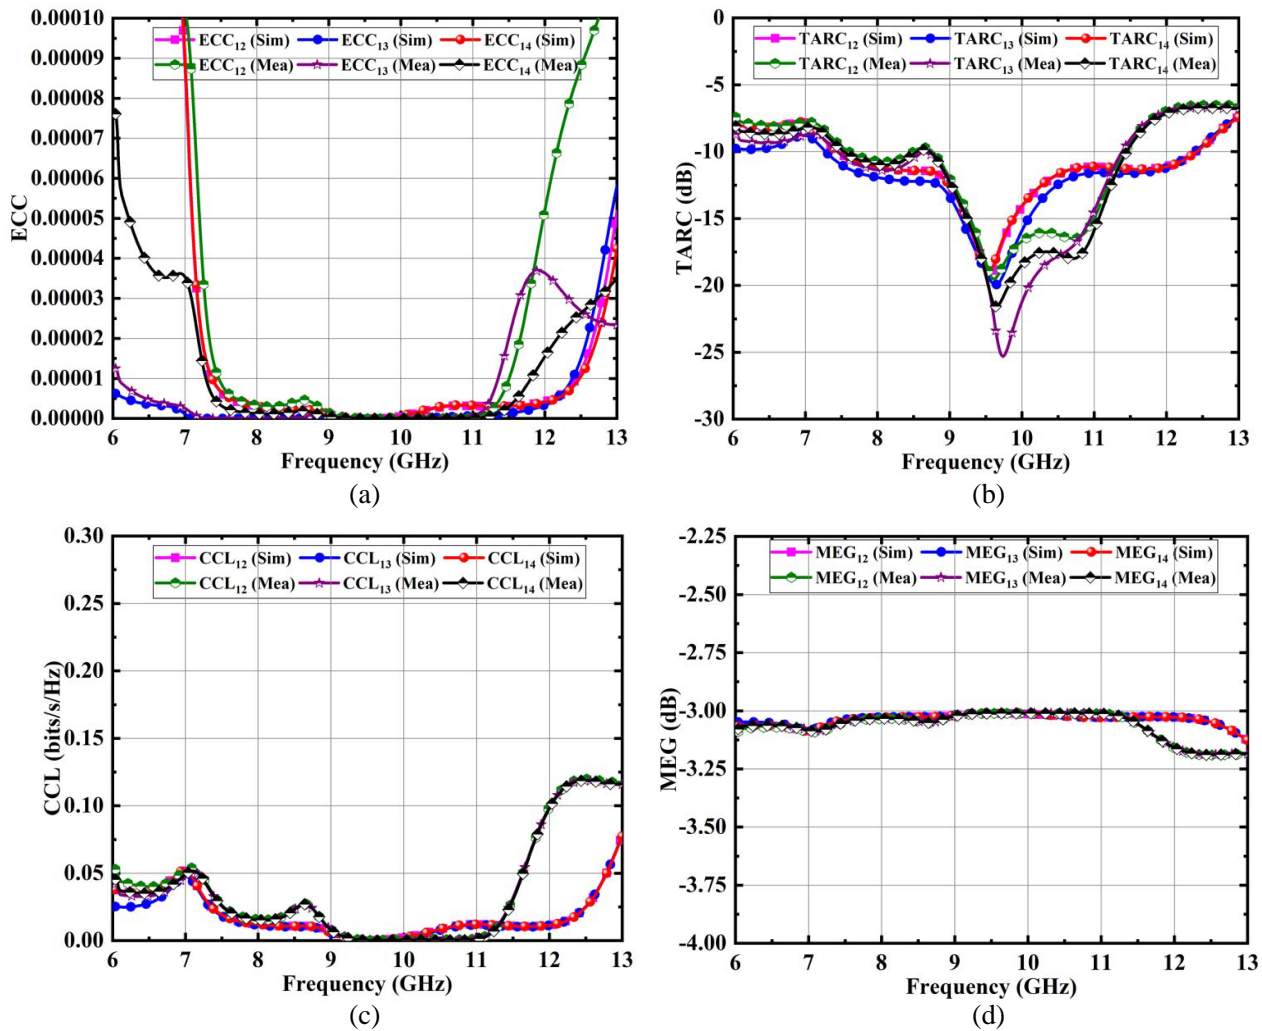 ECC12 (Sim) ECC13 (Sim) ECC14 (Sim)
ECC12 (Mea) ECC13 (Mea) ECC14 (Mea)
0.00010
0.00009
0.00008
0.00007
0.00006
0.00005
0.00004
0.00003
0.00002
0.00001
0.00000
ECC
6 7 8 9 10 11 12 13
Frequency (GHz)
(a)
TARC12 (Sim) TARC13 (Sim) TARC14 (Sim)
TARC12 (Mea) TARC13 (Mea) TARC14 (Mea)
0
-5
-10
-15
-20
-25
-30
TARC (dB)
6 7 8 9 10 11 12 13
Frequency (GHz)
(b)
CCL12 (Sim) CCL13 (Sim) CCL14 (Sim)
CCL12 (Mea) CCL13 (Mea) CCL14 (Mea)
0.30
0.25
0.20
0.15
0.10
0.05
0.00
CCL (bits/s/Hz)
6 7 8 9 10 11 12 13
Frequency (GHz)
(c)
MEG12 (Sim) MEG13 (Sim) MEG14 (Sim)
MEG12 (Mea) MEG13 (Mea) MEG14 (Mea)
-2.25
-2.50
-2.75
-3.00
-3.25
-3.50
-3.75
-4.00
MEG (dB)
6 7 8 9 10 11 12 13
Frequency (GHz)
(d)